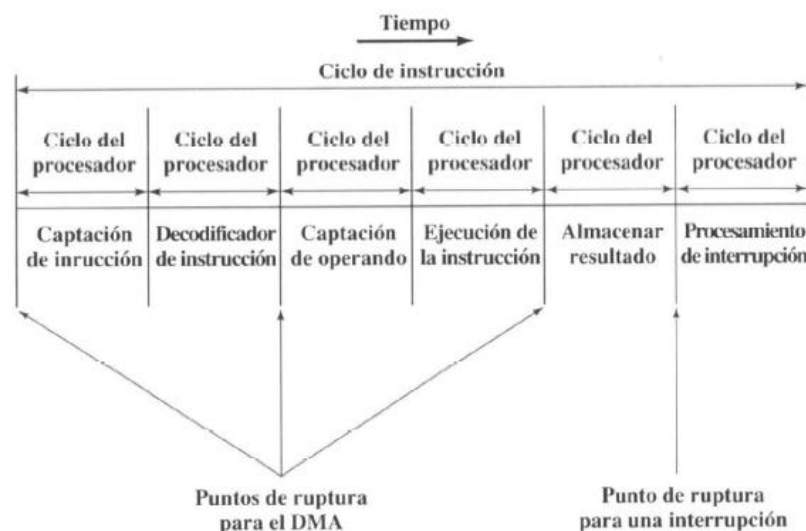 Tiempo
Ciclo de instrucción
Ciclo del procesador
Ciclo del procesador
Ciclo del procesador
Ciclo del procesador
Ciclo del procesador
Ciclo del procesador
Captación de inrucción
Decodificador de instrucción
Captación de operando
Ejecución de la instrucción
Almacenar resultado
Procesamiento de interrupción
Puntos de ruptura
para el DMA
Punto de ruptura
para una interrupción